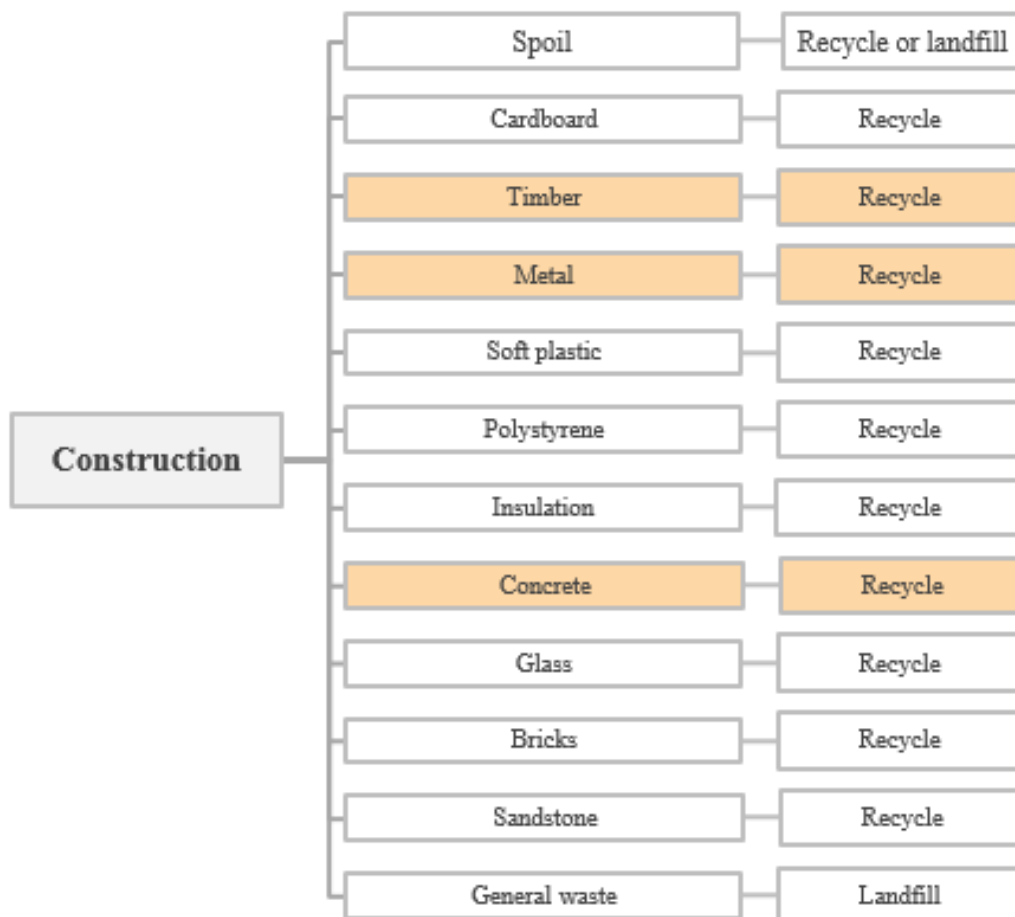 Spoil
Recycle or landfill
Cardboard
Recycle
Timber
Recycle
Metal
Recycle
Soft plastic
Recycle
Polystyrene
Recycle
Construction
Insulation
Recycle
Concrete
Recycle
Glass
Recycle
Bricks
Recycle
Sandstone
Recycle
General waste
Landfill